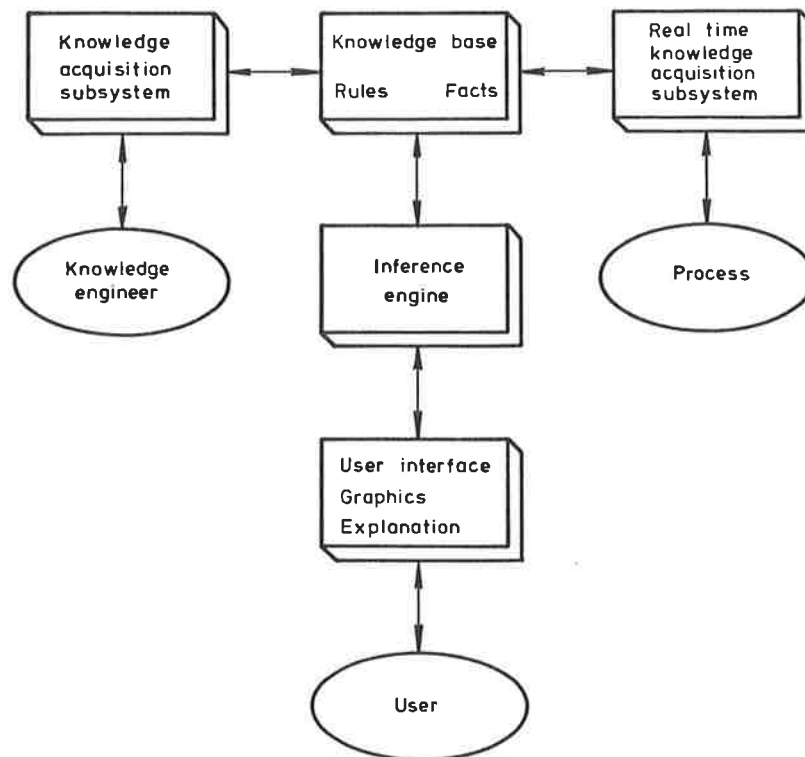 Knowledge
acquisition
subsystem
Knowledge base
Rules Facts
Real time
knowledge
acquisition
subsystem
Knowledge
engineer
Inference
engine
Process
User interface
Graphics
Explanation
User